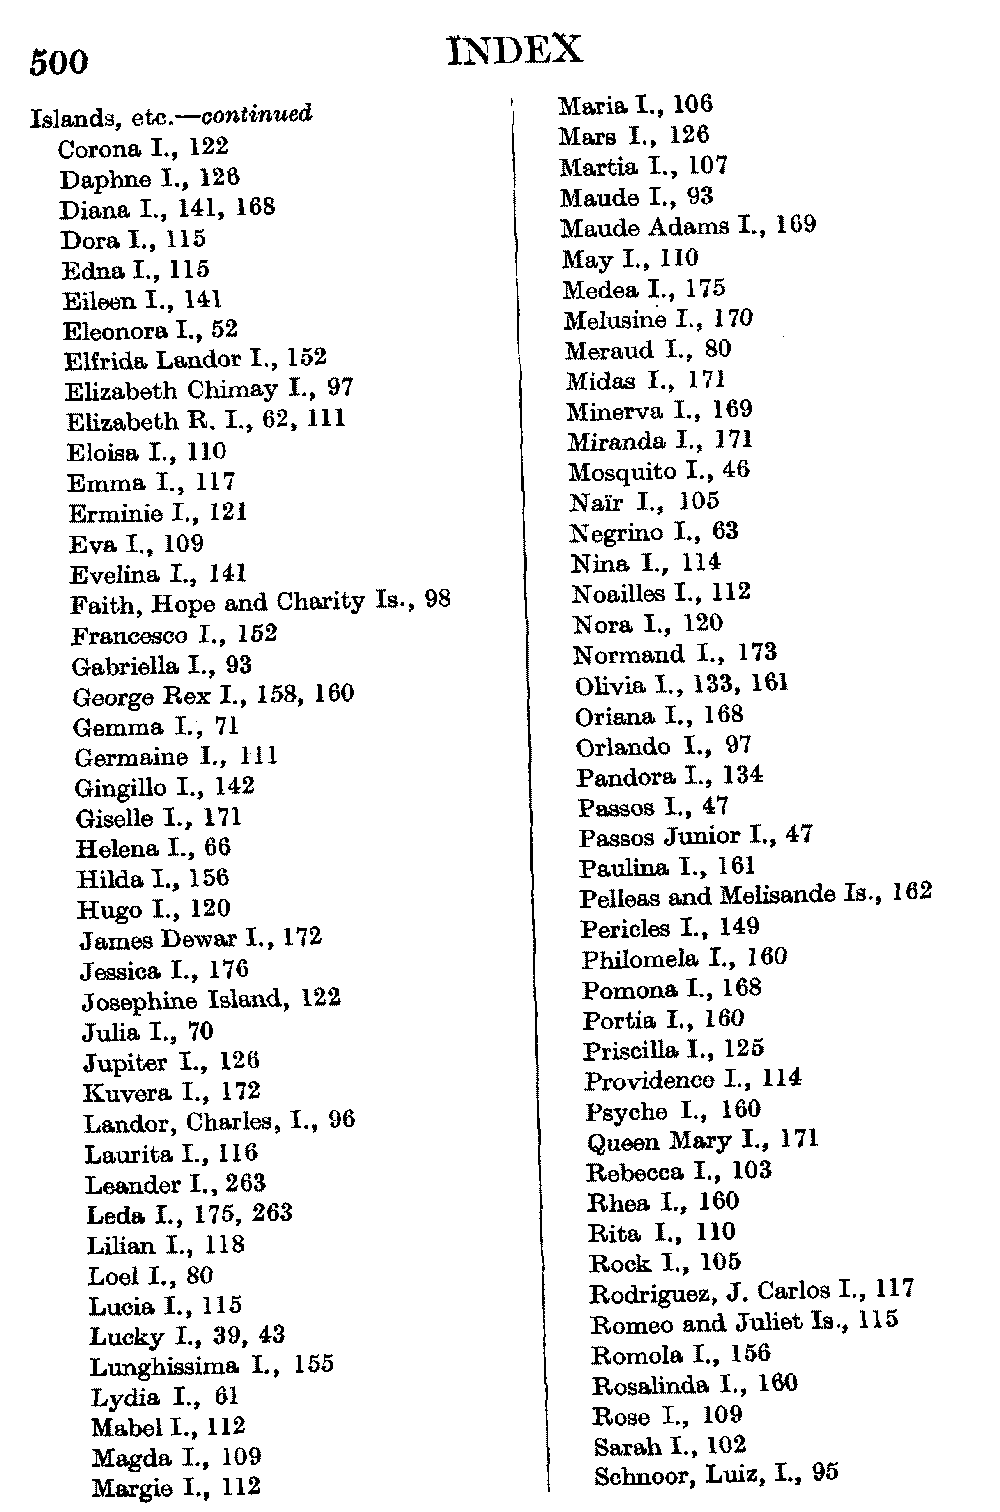 500
INDEX
Islands, etc.—continued
Corona I., 122
Daphne I., 126
Diana I., 141, 168
Dora I., 115
Edna I., 115
Eileen I., 141
Eleonora I., 52
Elfrida Landor I., 152
Elizabeth Chimay I., 97
Elizabeth R. I., 62, 111
Eloisa I., 110
Emma I., 117
Erminie I., 121
Eva I., 109
Evelina I., 141
Faith, Hope and Charity Is., 98
Francesco I., 152
Gabriella I., 93
George Rex I., 158, 160
Gemma I., 71
Germaine I., 111
Gingillo I., 142
Giselle I., 171
Helena I., 66
Hilda I., 156
Hugo I., 120
James Dewar I., 172
Jessica I., 176
Josephine Island, 122
Julia I., 70
Jupiter I., 126
Kuvera I., 172
Landor, Charles, I., 96
Laurita I., 116
Leander I., 263
Leda I., 175, 263
Lilian I., 118
Loel I., 80
Lucia I., 115
Lucky I., 39, 43
Lunghissima I., 155
Lydia I., 61
Mabel I., 112
Magda I., 109
Margie I., 112
Maria I., 106
Mars I., 126
Martia I., 107
Maude I., 93
Maude Adams I., 169
May I., 110
Medea I., 175
Melusine I., 170
Meraud I., 80
Midas I., 171
Minerva I., 169
Miranda I., 171
Mosquito I., 46
Naïr I., 105
Negrino I., 63
Nina I., 114
Noailles I., 112
Nora I., 120
Normand I., 173
Olivia I., 133, 161
Oriana I., 168
Orlando I., 97
Pandora I., 134
Passos I., 47
Passos Junior I., 47
Paulina I., 161
Pelleas and Melisande Is., 162
Pericles I., 149
Philomela I., 160
Pomona I., 168
Portia I., 160
Priscilla I., 125
Providence I., 114
Psyche I., 160
Queen Mary I., 171
Rebecca I., 103
Rhea I., 160
Rita I., 110
Rock I., 105
Rodriguez, J. Carlos I., 117
Romeo and Juliet Is., 115
Romola I., 156
Rosalinda I., 160
Rose I., 109
Sarah I., 102
Schnoor, Luiz, I., 95